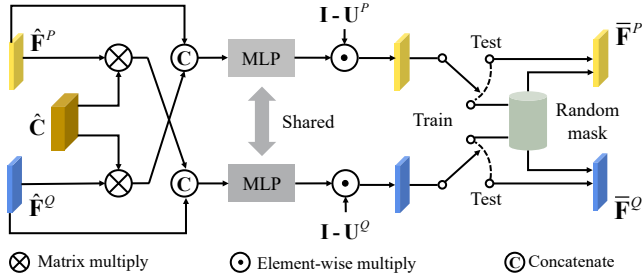 I - U^P
F̂^P
C
MLP
Test
F̄^P
Ĉ
Shared
Train
Random
mask
F̂^Q
C
MLP
Test
F̄^Q
I - U^Q
Matrix multiply
Element-wise multiply
C Concatenate